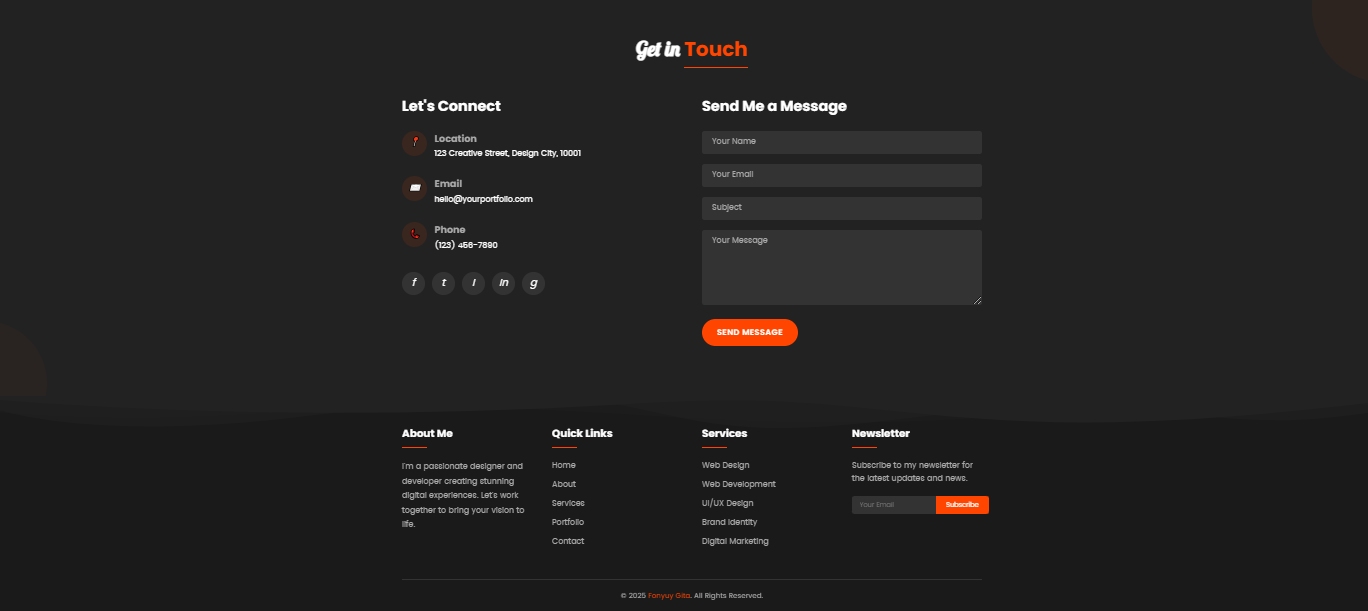 Get in Touch
Let's Connect
Location
123 Creative Street, Design City, 10001
Email
hello@yourportfolio.com
Phone
(123) 456-7890
f t i in g
Send Me a Message
Your Name
Your Email
Subject
Your Message
SEND MESSAGE
About Me
I'm a passionate designer and
developer creating stunning
digital experiences. Let's work
together to bring your vision to
life.
Quick Links
Home
About
Services
Portfolio
Contact
Services
Web Design
Web Development
UI/UX Design
Brand Identity
Digital Marketing
Newsletter
Subscribe to my newsletter for
the latest updates and news.
Your Email Subscribe
© 2025 Fonyuy Gita. All Rights Reserved.